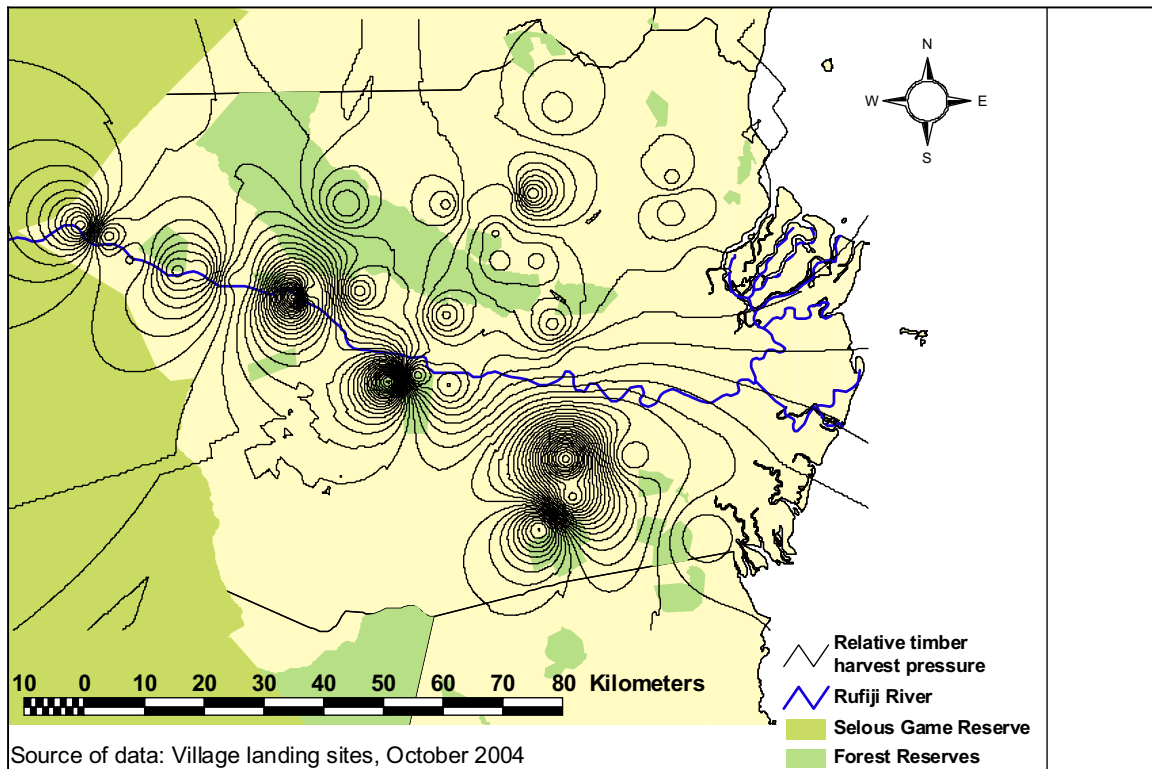 N
W E
S
Relative timber
harvest pressure
Rufiji River
Selous Game Reserve
Forest Reserves
10 0 10 20 30 40 50 60 70 80 Kilometers
Source of data: Village landing sites, October 2004